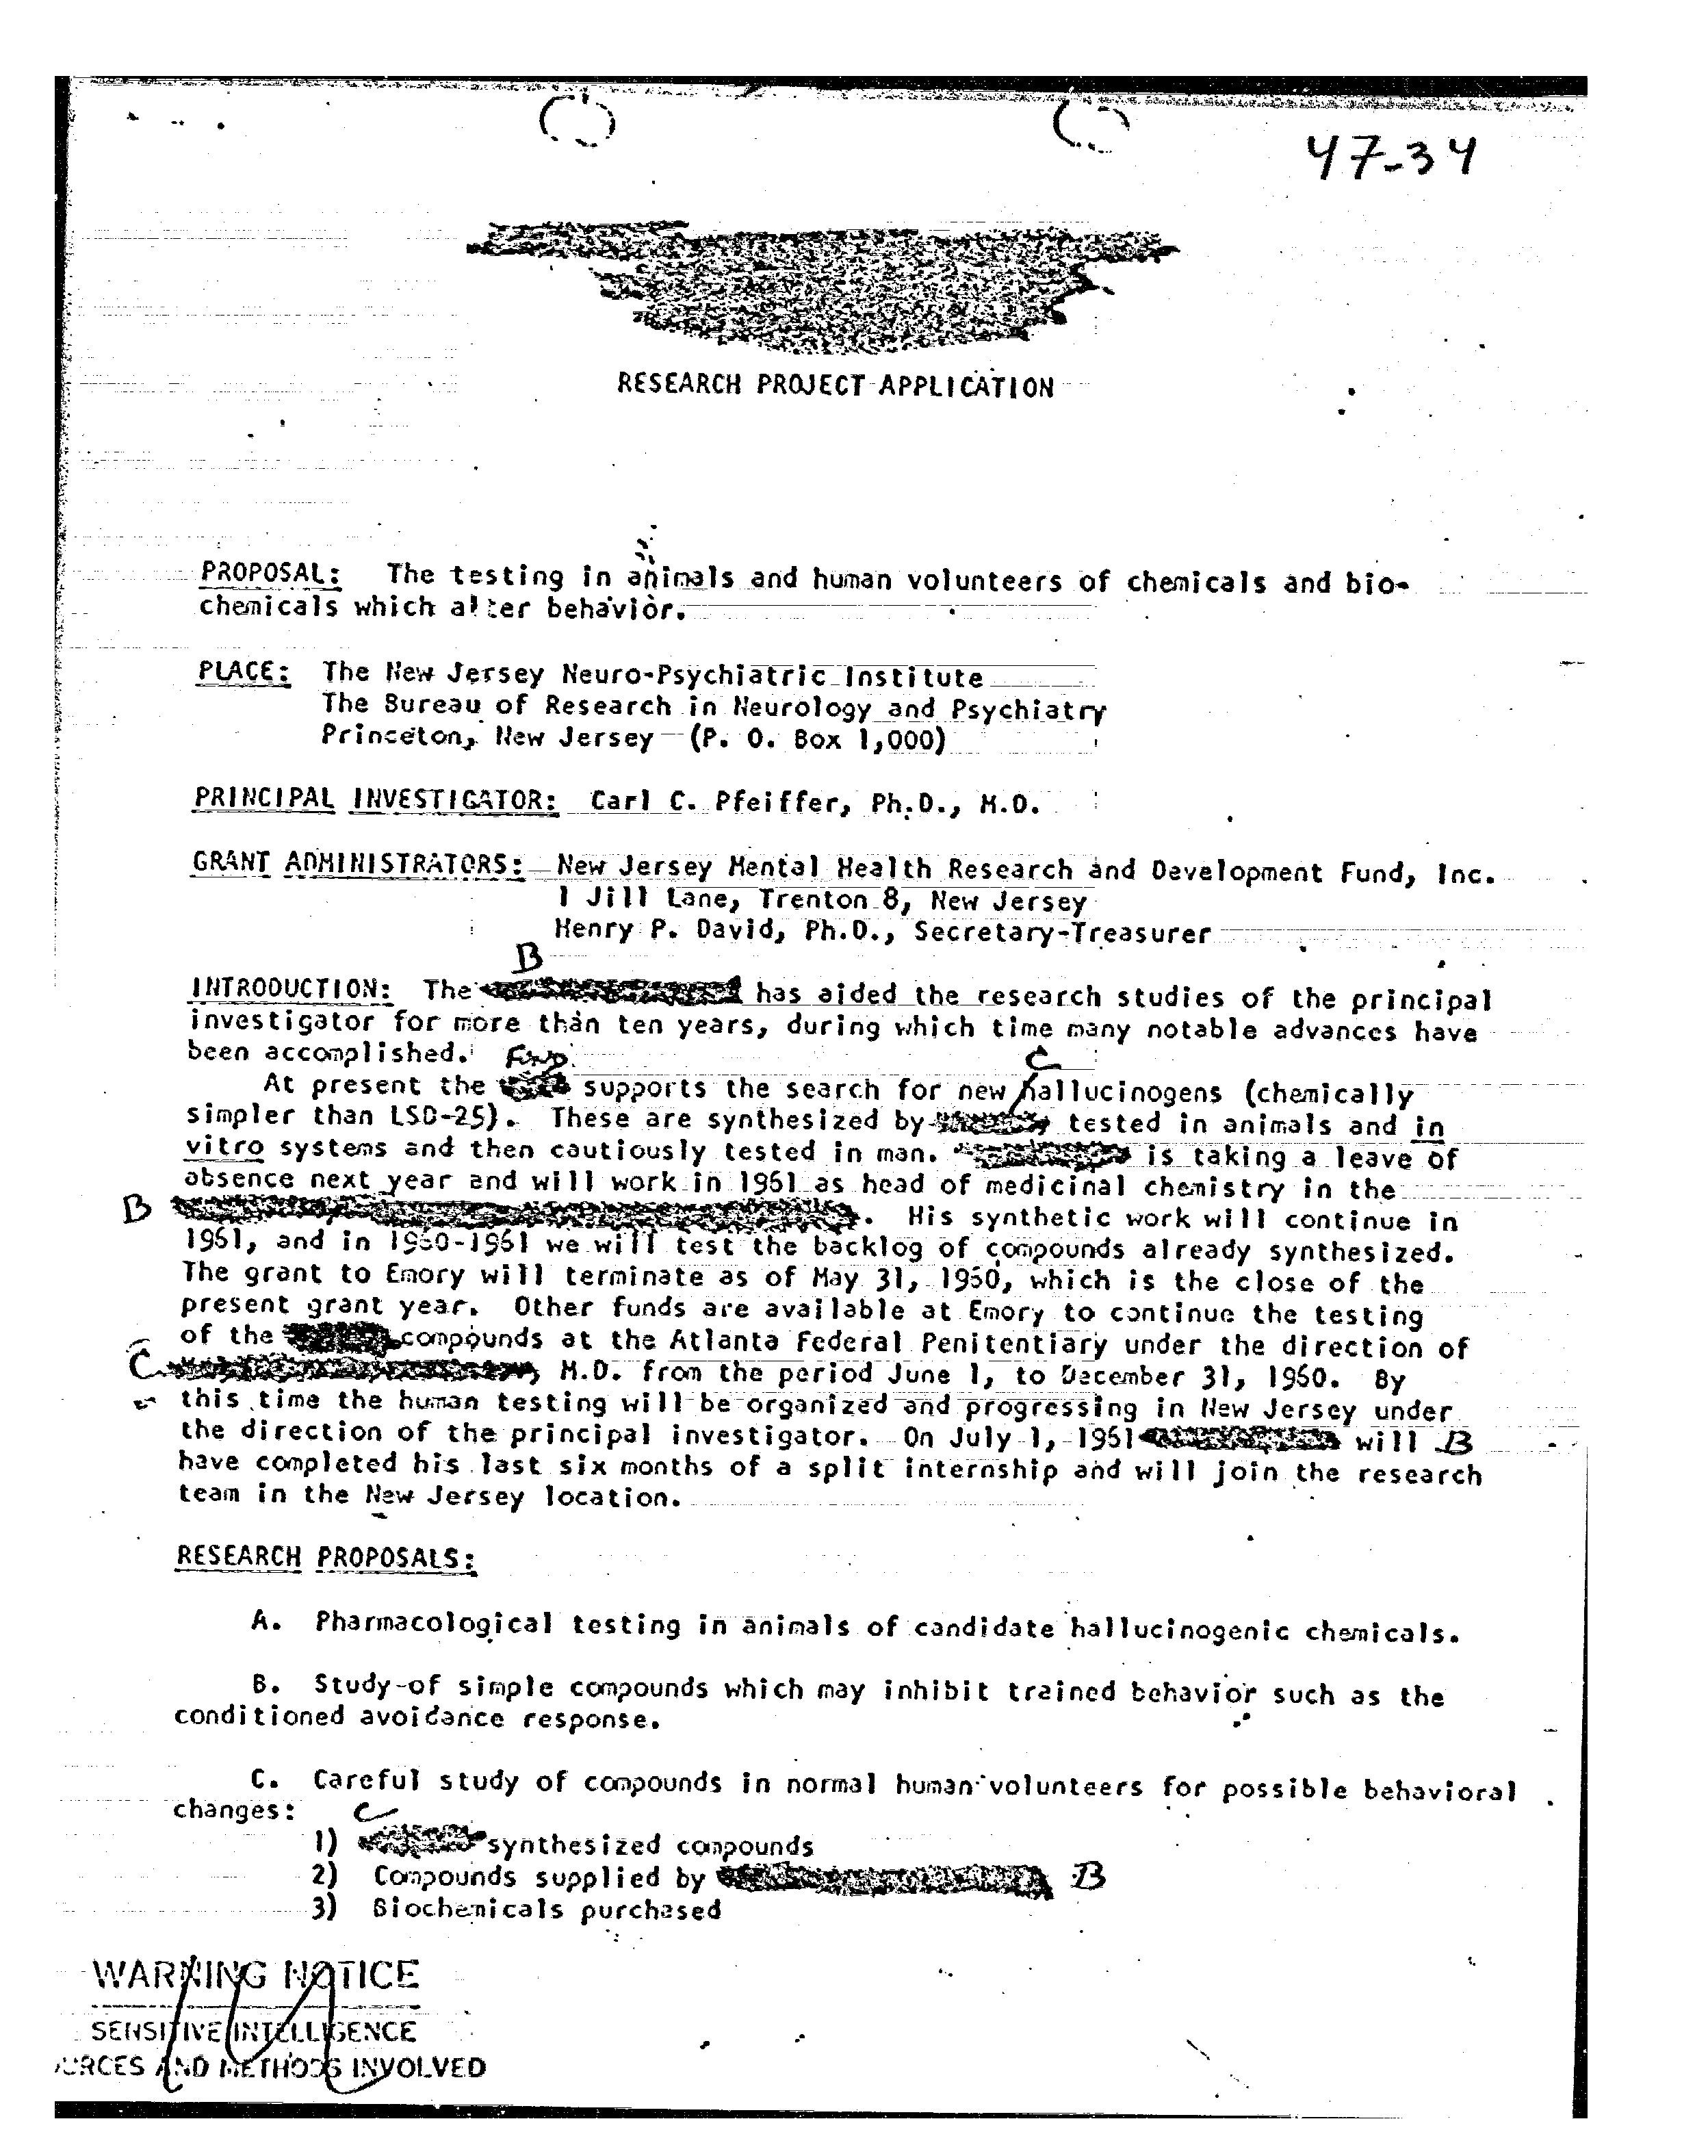 47-34
RESEARCH PROJECT APPLICATION
PROPOSAL: The testing in animals and human volunteers of chemicals and bio-
chemicals which alter behavior.
PLACE: The New Jersey Neuro-Psychiatric Institute
The Bureau of Research in Neurology and Psychiatry
Princeton, New Jersey (P. O. Box 1,000)
PRINCIPAL INVESTIGATOR: Carl C. Pfeiffer, Ph.D., M.D.
GRANT ADMINISTRATORS: New Jersey Mental Health Research and Development Fund, Inc.
1 Jill Lane, Trenton 8, New Jersey
Henry P. David, Ph.D., Secretary-Treasurer
B
INTRODUCTION: The has aided the research studies of the principal
investigator for more than ten years, during which time many notable advances have
been accomplished.
C
At present the supports the search for new hallucinogens (chemically
simpler than LSD-25). These are synthesized by tested in animals and in
vitro systems and then cautiously tested in man. is taking a leave of
absence next year and will work in 1961 as head of medicinal chemistry in the
B . His synthetic work will continue in
1961, and in 1960-1961 we will test the backlog of compounds already synthesized.
The grant to Emory will terminate as of May 31, 1960, which is the close of the
present grant year. Other funds are available at Emory to continue the testing
of the compounds at the Atlanta Federal Penitentiary under the direction of
C , M.D. from the period June 1, to December 31, 1960. By
this time the human testing will be organized and progressing in New Jersey under
the direction of the principal investigator. On July 1, 1961 will B
have completed his last six months of a split internship and will join the research
team in the New Jersey location.
RESEARCH PROPOSALS:
A. Pharmacological testing in animals of candidate hallucinogenic chemicals.
B. Study of simple compounds which may inhibit trained behavior such as the
conditioned avoidance response.
C. Careful study of compounds in normal human volunteers for possible behavioral
changes:
C
1) synthesized compounds
2) Compounds supplied by B
3) Biochemicals purchased
WARNING NOTICE
SENSITIVE INTELLIGENCE
URCES AND METHODS INVOLVED